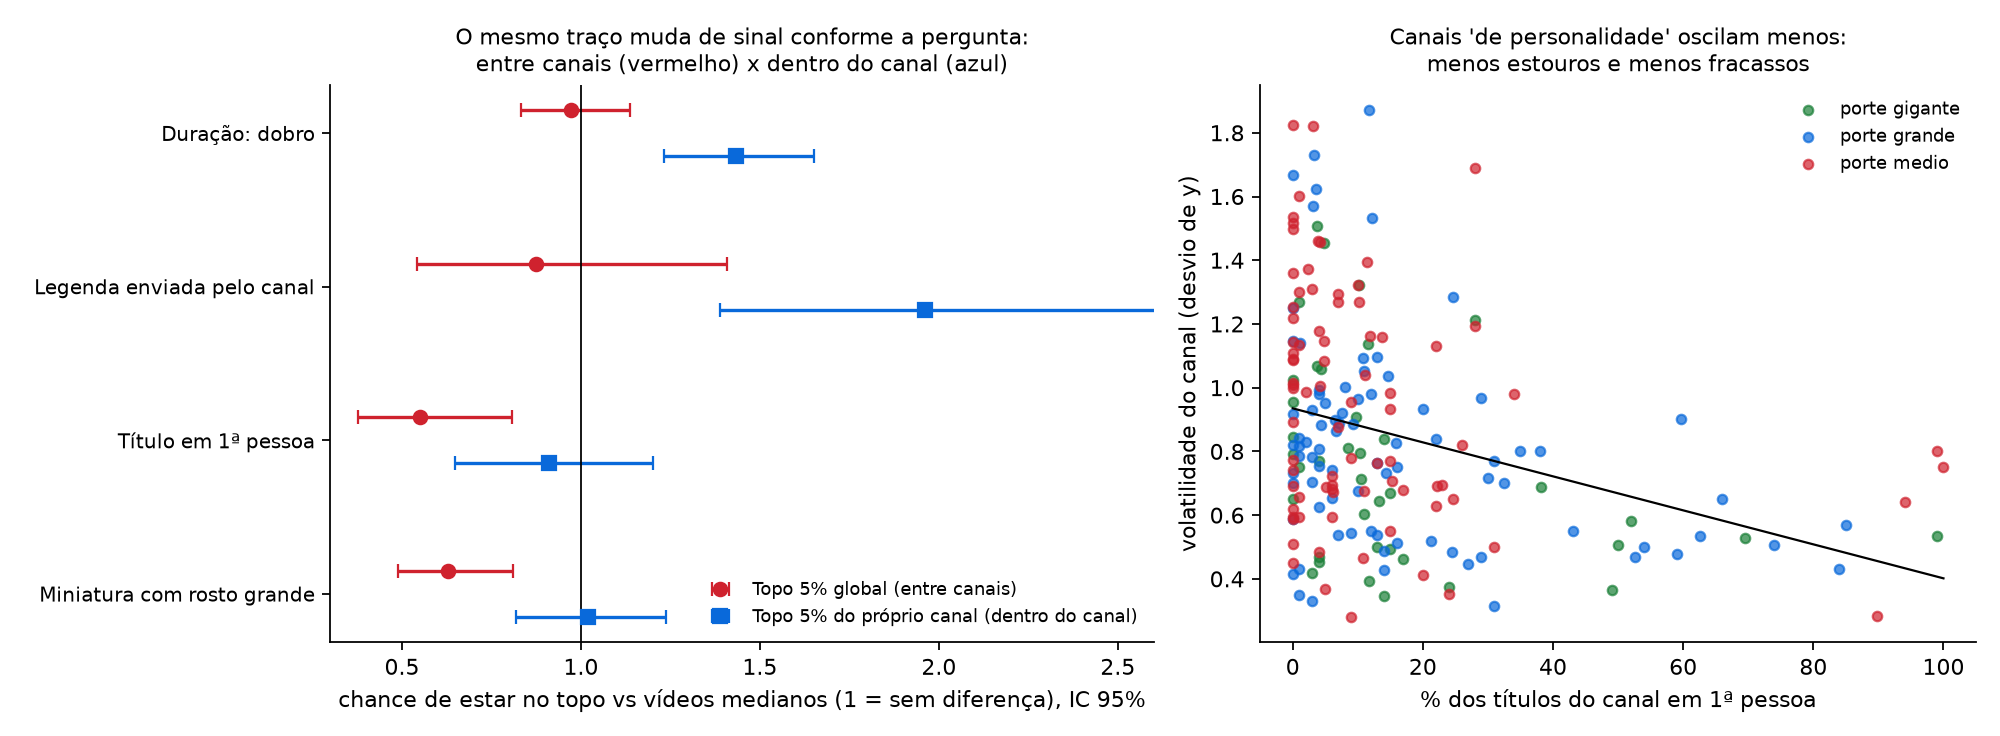 O mesmo traço muda de sinal conforme a pergunta:
entre canais (vermelho) x dentro do canal (azul)
Duração: dobro
Legenda enviada pelo canal
Título em 1ª pessoa
Miniatura com rosto grande
Topo 5% global (entre canais)
Topo 5% do próprio canal (dentro do canal)
0.5
1.0
1.5
2.0
2.5
chance de estar no topo vs vídeos medianos (1 = sem diferença), IC 95%
Canais 'de personalidade' oscilam menos:
menos estouros e menos fracassos
porte gigante
porte grande
porte medio
volatilidade do canal (desvio de y)
1.8
1.6
1.4
1.2
1.0
0.8
0.6
0.4
0
20
40
60
80
100
% dos títulos do canal em 1ª pessoa